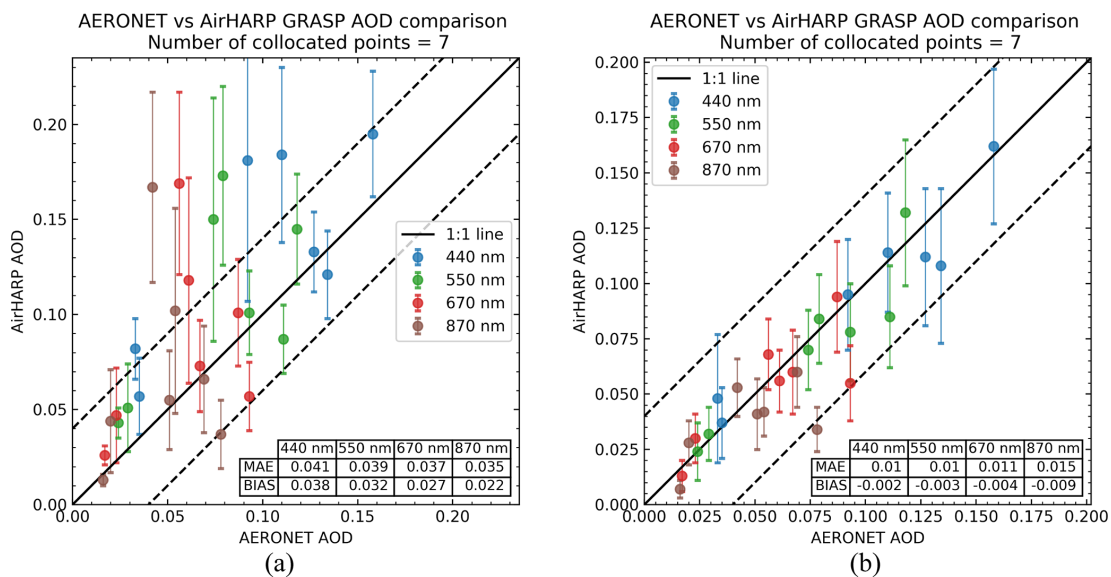 AERONET vs AirHARP GRASP AOD comparison
Number of collocated points = 7
AirHARP AOD
0.20
0.15
0.10
0.05
0.00
1:1 line
440 nm
550 nm
670 nm
870 nm
440 nm 550 nm 670 nm 870 nm
MAE 0.041 0.039 0.037 0.035
BIAS 0.038 0.032 0.027 0.022
0.00 0.05 0.10 0.15 0.20
AERONET AOD
(a)
AERONET vs AirHARP GRASP AOD comparison
Number of collocated points = 7
AirHARP AOD
0.200
0.175
0.150
0.125
0.100
0.075
0.050
0.025
0.000
1:1 line
440 nm
550 nm
670 nm
870 nm
440 nm 550 nm 670 nm 870 nm
MAE 0.01 0.01 0.011 0.015
BIAS -0.002 -0.003 -0.004 -0.009
0.000 0.025 0.050 0.075 0.100 0.125 0.150 0.175 0.200
AERONET AOD
(b)